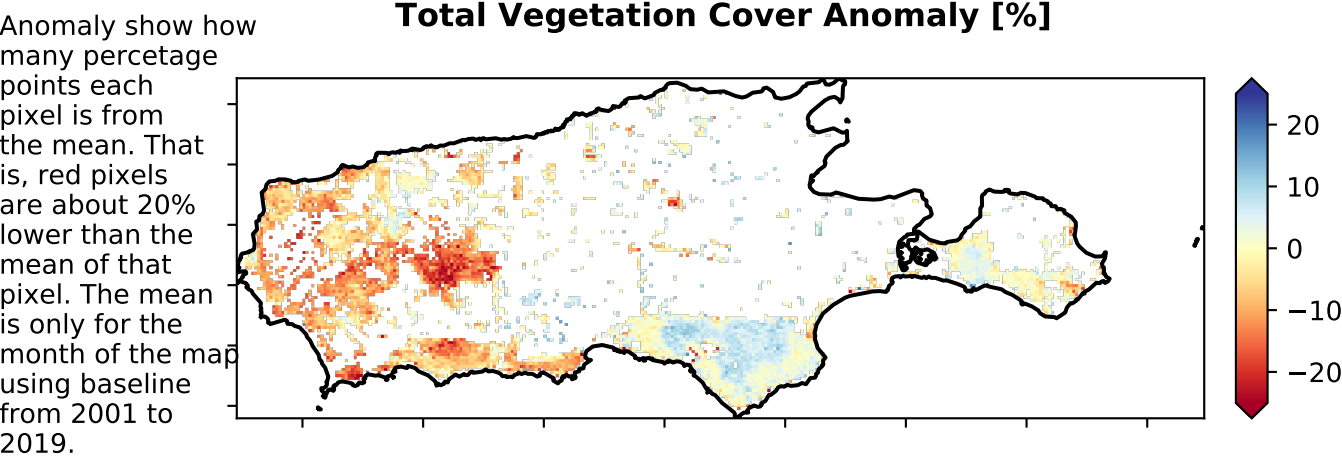 Total Vegetation Cover Anomaly [%]
Anomaly show how
many percetage
points each
pixel is from
the mean. That
is, red pixels
are about 20%
lower than the
mean of that
pixel. The mean
is only for the
month of the map
using baseline
from 2001 to
2019.
20
10
0
−10
−20